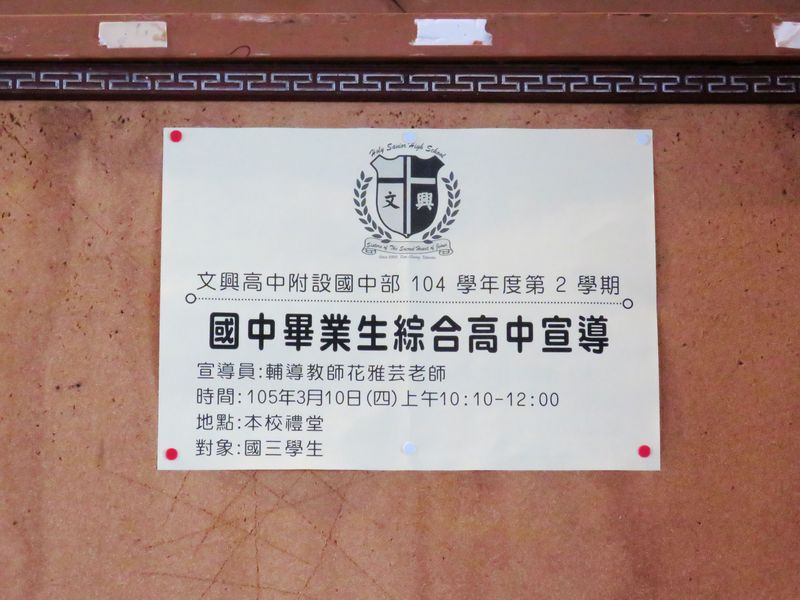 Holy Savior High School
文 興
Sisters of The Sacred Heart of Jesus
文興高中附設國中部 104 學年度第 2 學期
國中畢業生綜合高中宣導
宣導員:輔導教師花雅芸老師
時間:105年3月10日(四)上午10:10-12:00
地點:本校禮堂
對象:國三學生